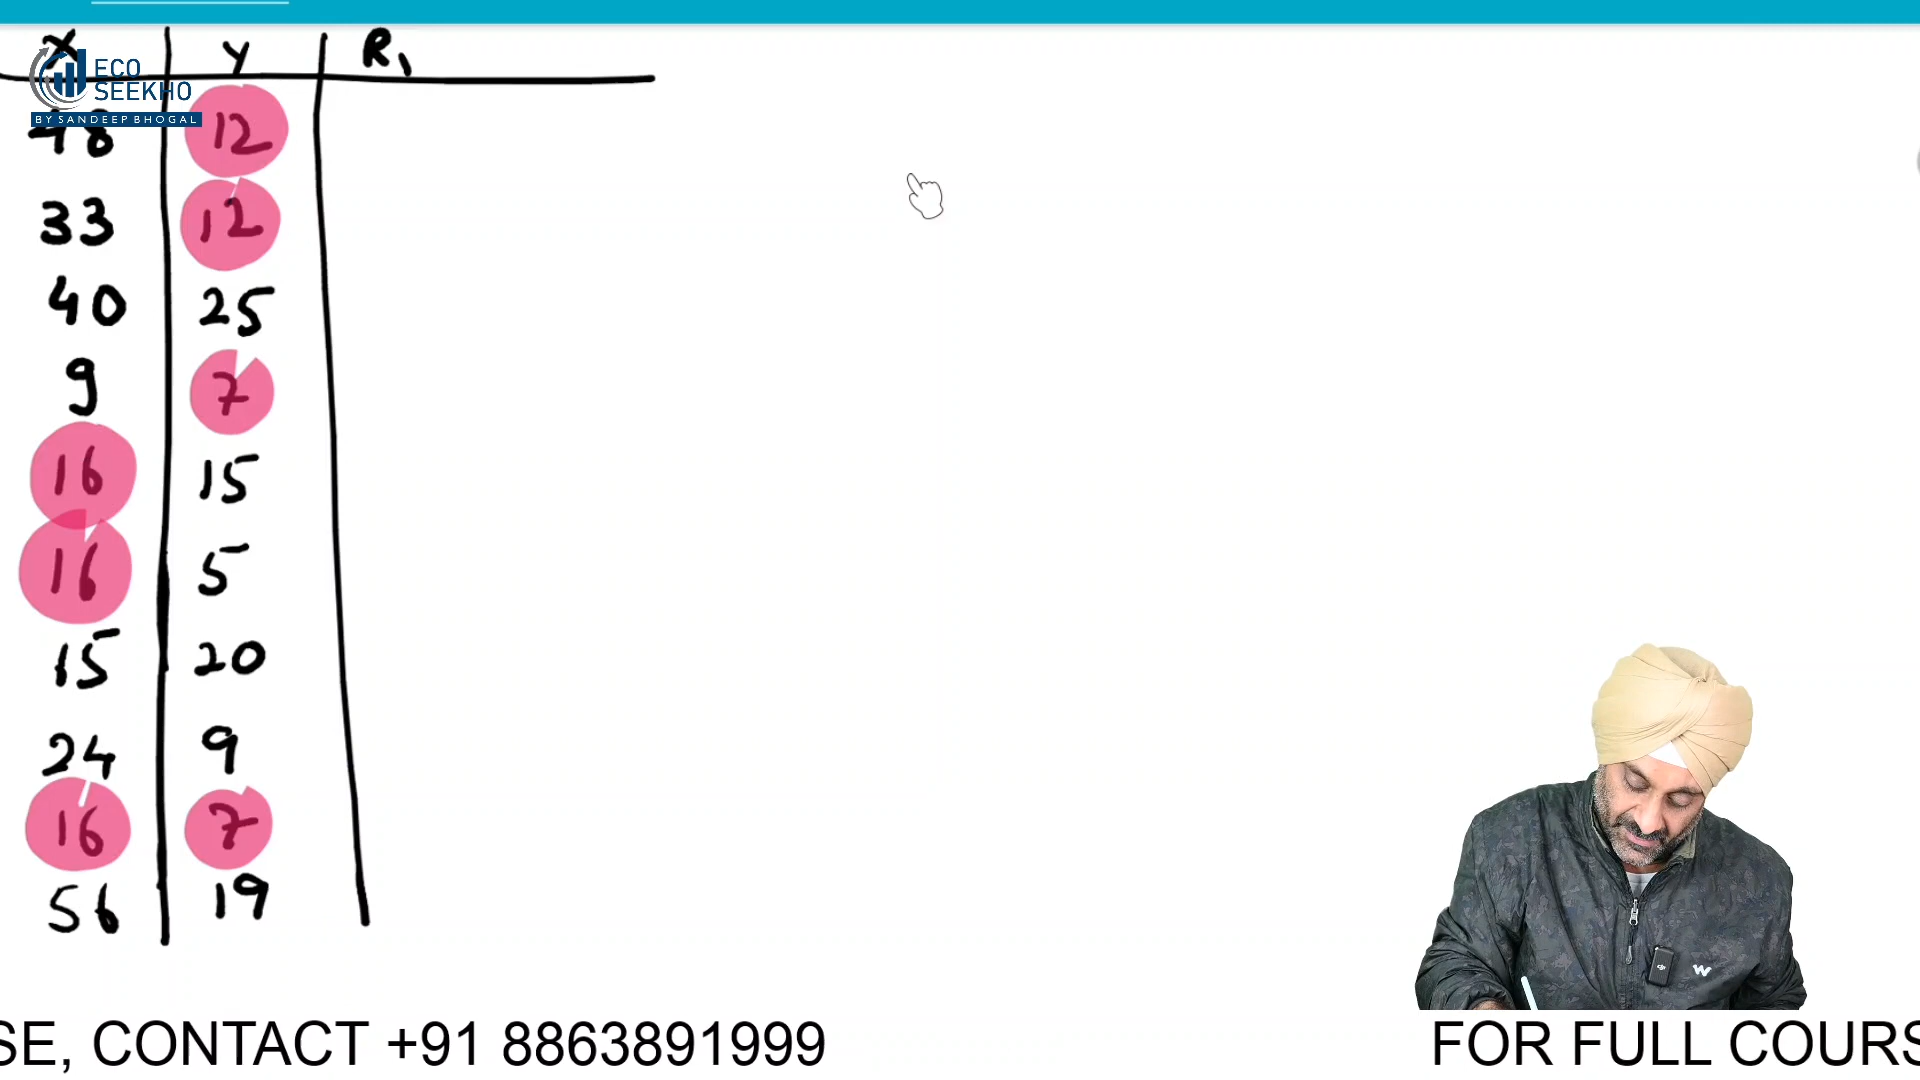 X Y R₁
ECO
SEEKHO
BY SANDEEP BHOGAL
48 12
33 12
40 25
9 7
16 15
16 5
15 20
24 9
16 7
56 19
W
SE, CONTACT +91 8863891999 FOR FULL COURS